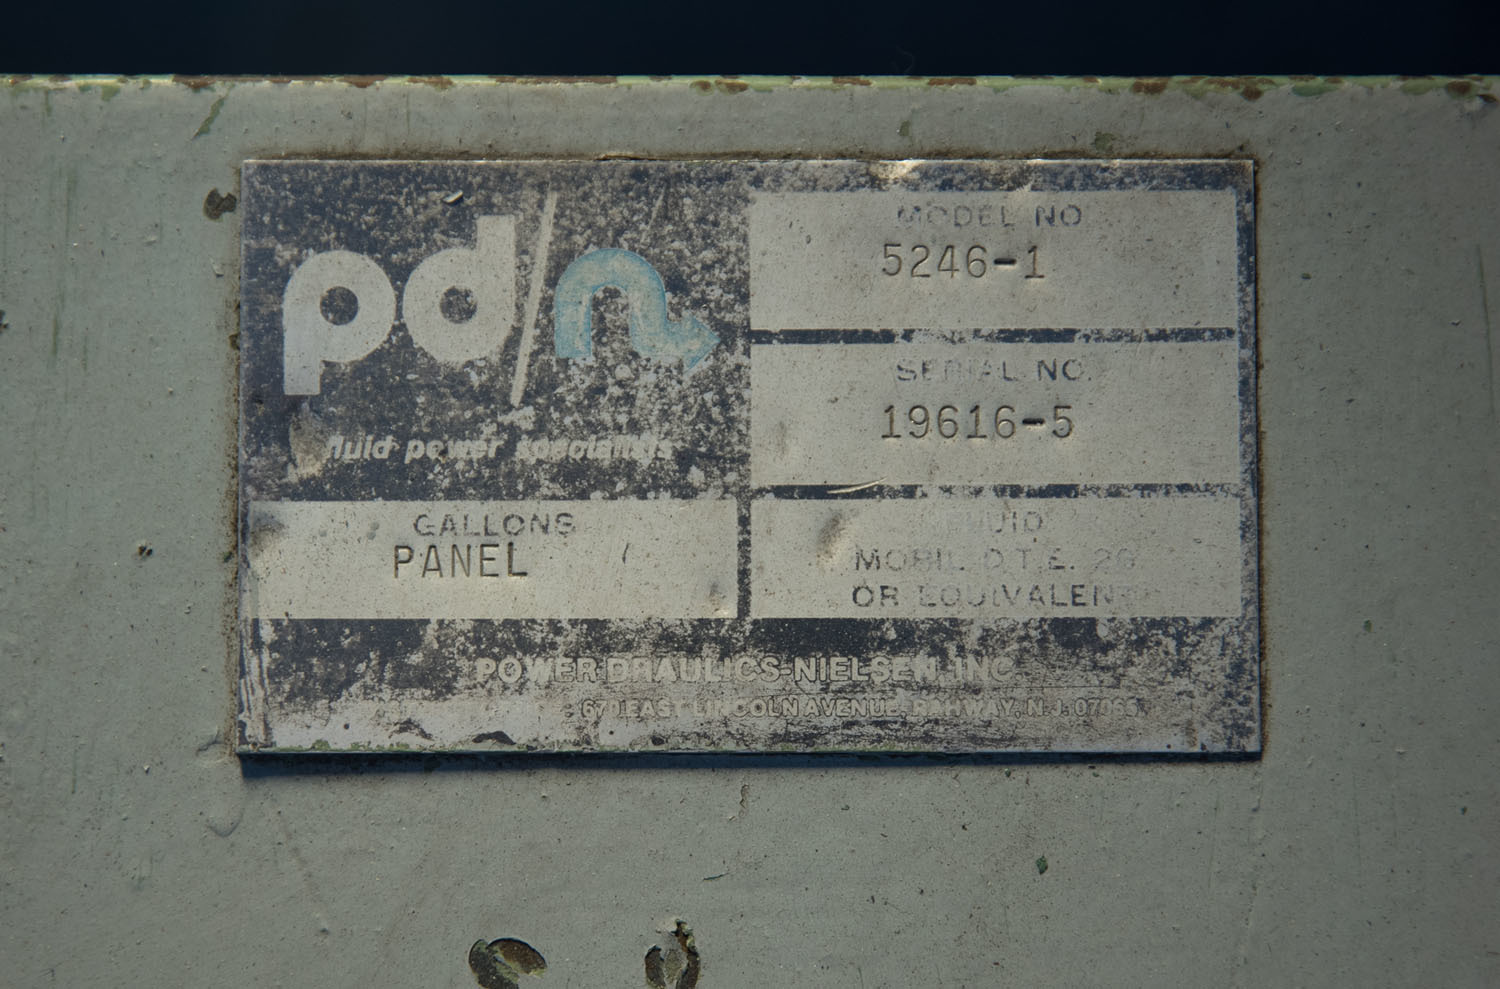 pd/n
fluid power specialists
MODEL NO
5246-1
SERIAL NO.
19616-5
GALLONS
PANEL
FLUID
MOBIL D.T.E. 26
OR EQUIVALENT
POWER DRAULICS-NIELSEN, INC.
670 EAST LINCOLN AVENUE, RAHWAY, N.J. 07065